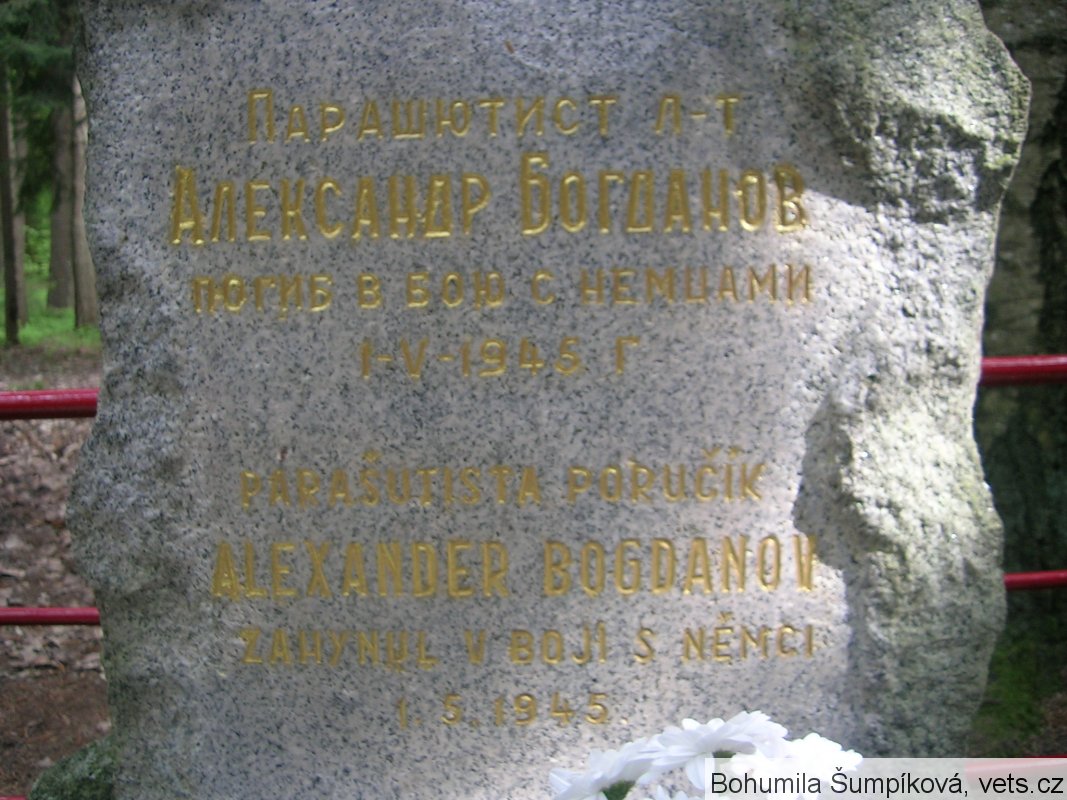 Парашютист л-т
Александр Богданов
погиб в бою с немцами
1-V-1945 г
PARAŠUTISTA PORUČÍK
ALEXANDER BOGDANOV
ZAHYNUL V BOJI S NĚMCI
1.5.1945.
Bohumila Šumpíková, vets.cz